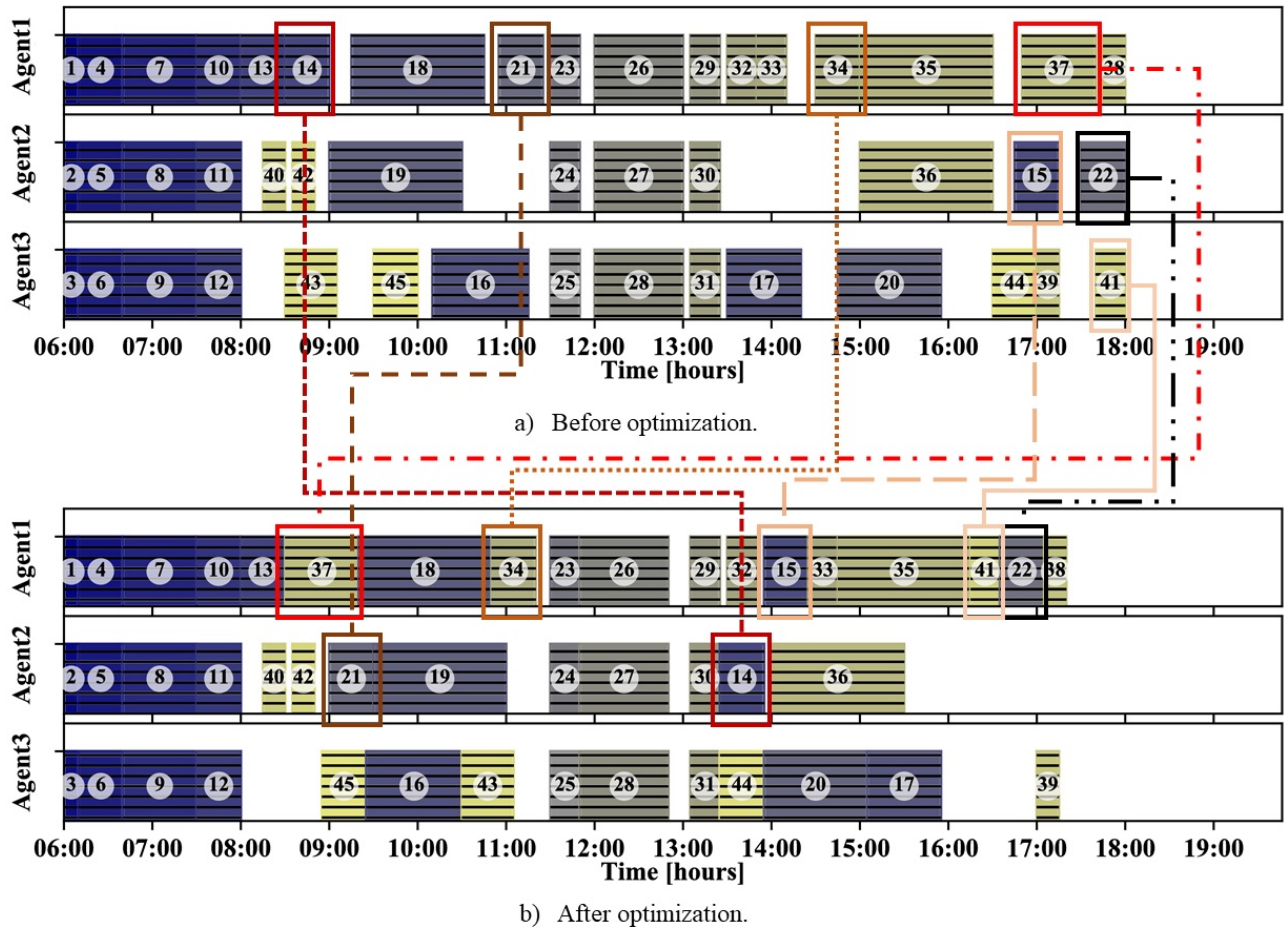 Agent1
1 4 7 10 13 14 18 21 23 26 29 32 33 34 35 37 38
Agent2
2 5 8 11 40 42 19 24 27 30 36 15 22
Agent3
3 6 9 12 43 45 16 25 28 31 17 20 44 39 41
06:00 07:00 08:00 09:00 10:00 11:00 12:00 13:00 14:00 15:00 16:00 17:00 18:00 19:00
Time [hours]
a) Before optimization.
Agent1
1 4 7 10 13 37 18 34 23 26 29 32 15 33 35 41 22 38
Agent2
2 5 8 11 40 42 21 19 24 27 30 14 36
Agent3
3 6 9 12 45 16 43 25 28 31 44 20 17 39
06:00 07:00 08:00 09:00 10:00 11:00 12:00 13:00 14:00 15:00 16:00 17:00 18:00 19:00
Time [hours]
b) After optimization.